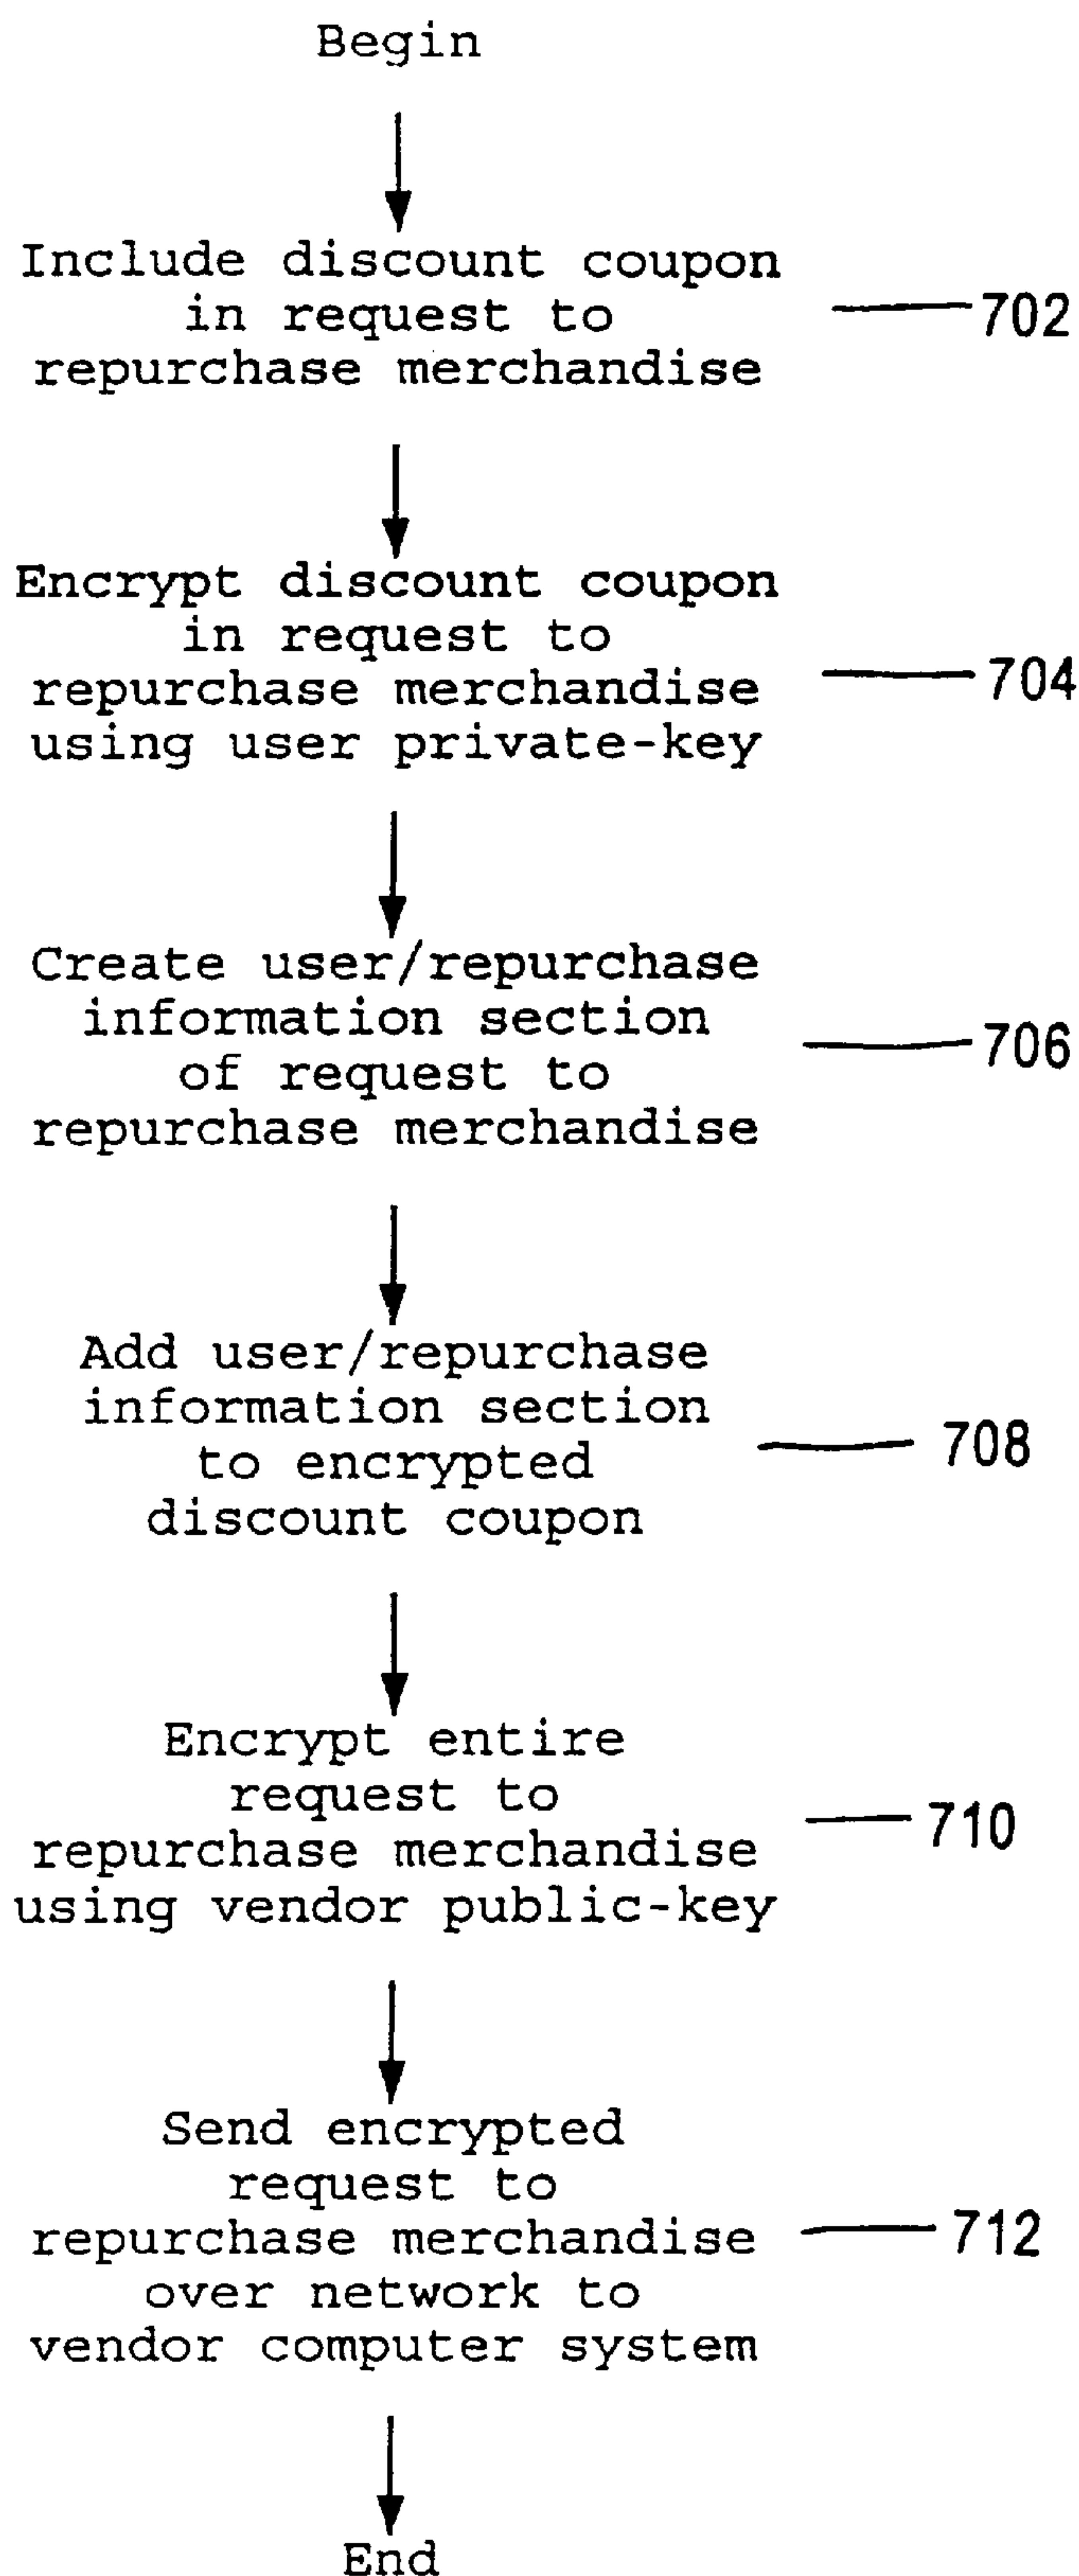 Begin
Include discount coupon
in request to
repurchase merchandise
702
Encrypt discount coupon
in request to
repurchase merchandise
using user private-key
704
Create user/repurchase
information section
of request to
repurchase merchandise
706
Add user/repurchase
information section
to encrypted
discount coupon
708
Encrypt entire
request to
repurchase merchandise
using vendor public-key
710
Send encrypted
request to
repurchase merchandise
over network to
vendor computer system
712
End